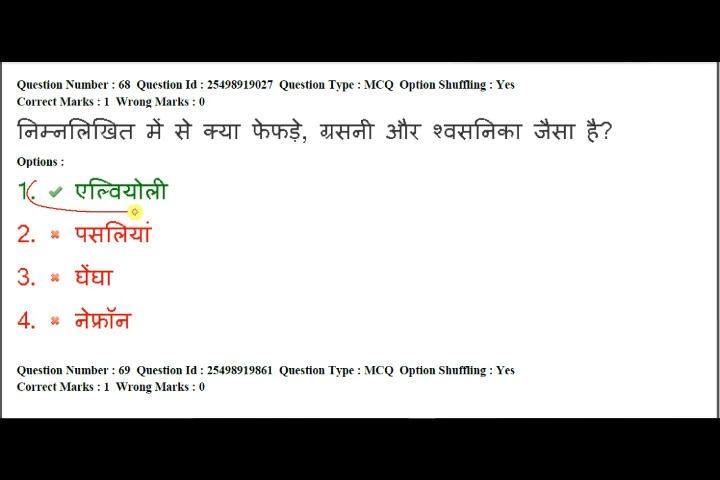 Question Number : 68 Question Id : 25498919027 Question Type : MCQ Option Shuffling : Yes
Correct Marks : 1 Wrong Marks : 0
निम्नलिखित में से क्या फेफड़े, ग्रसनी और श्वसनिका जैसा है?
Options :
1. एल्वियोली
2. पसलियां
3. घेंघा
4. नेफ्रॉन
Question Number : 69 Question Id : 25498919861 Question Type : MCQ Option Shuffling : Yes
Correct Marks : 1 Wrong Marks : 0